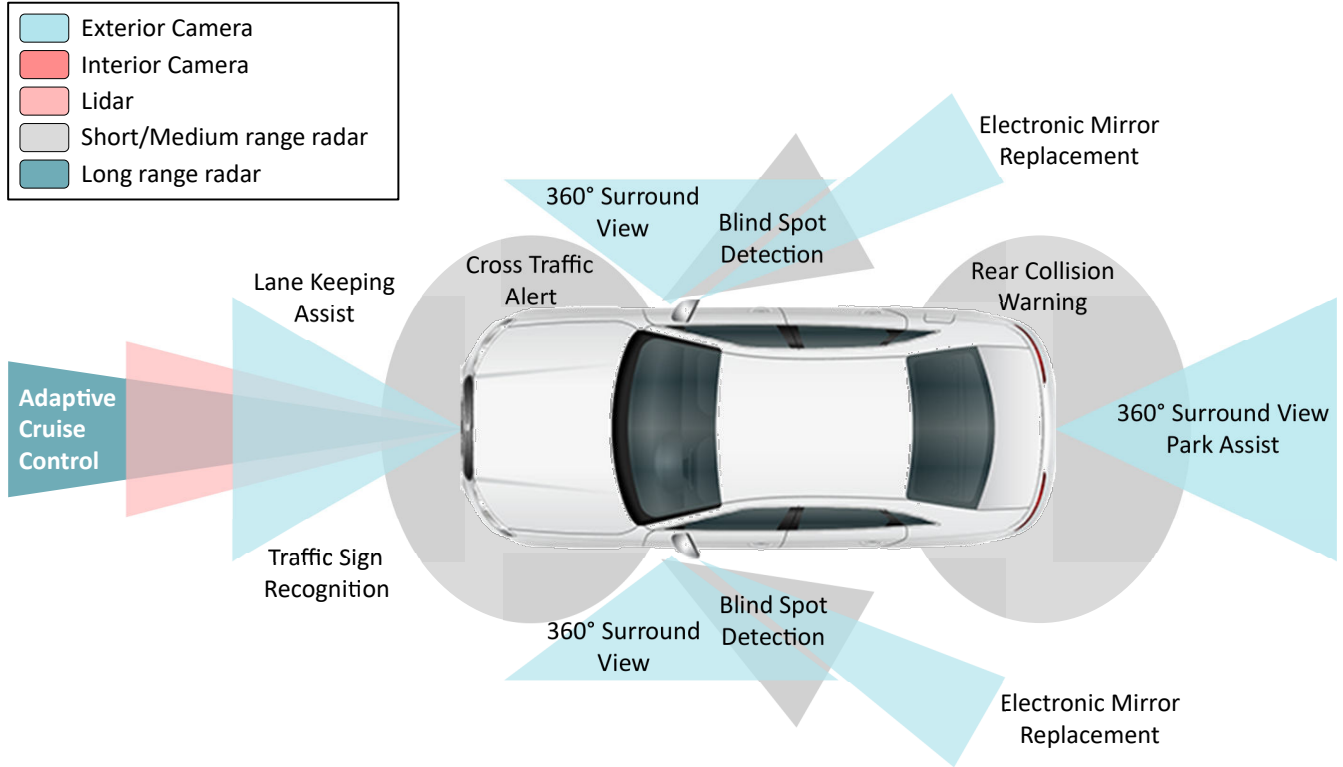 Exterior Camera
Interior Camera
Lidar
Short/Medium range radar
Long range radar
Electronic Mirror
Replacement
360° Surround
View
Blind Spot
Detection
Cross Traffic
Alert
Rear Collision
Warning
Lane Keeping
Assist
Adaptive
Cruise
Control
360° Surround View
Park Assist
Traffic Sign
Recognition
Blind Spot
Detection
360° Surround
View
Electronic Mirror
Replacement